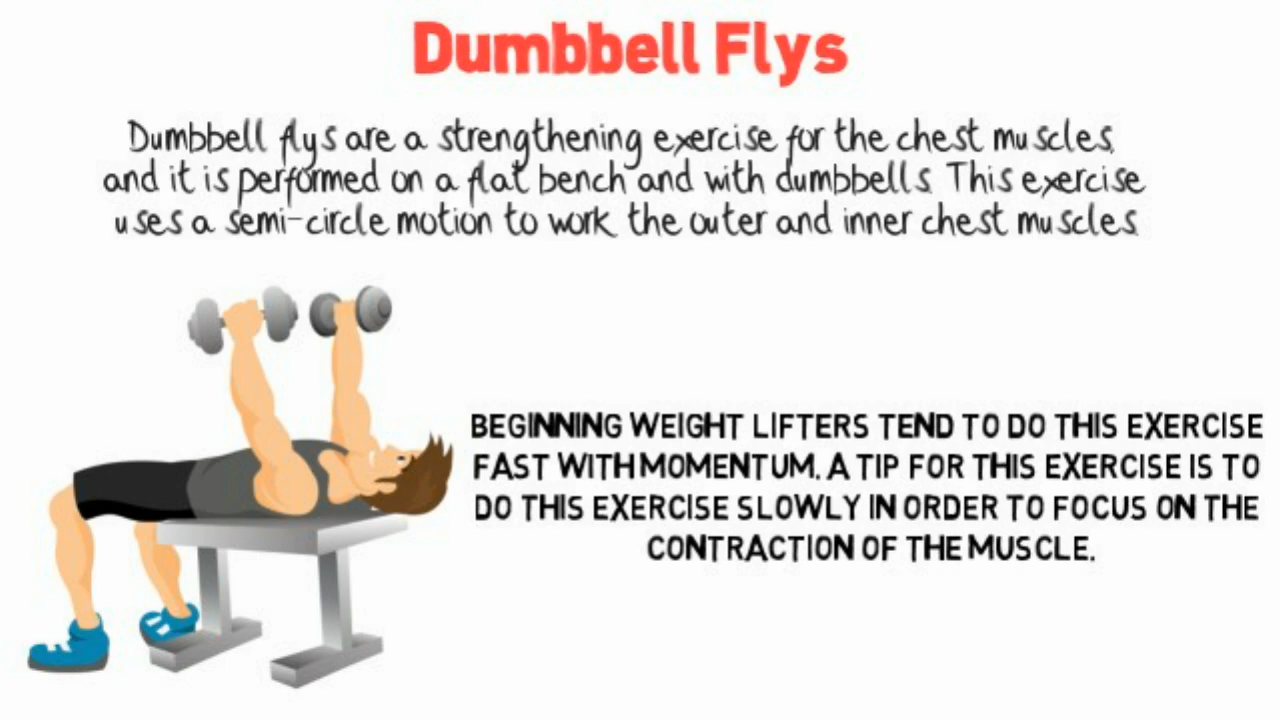 Dumbbell Flys
Dumbbell flys are a strengthening exercise for the chest muscles,
and it is performed on a flat bench and with dumbbells. This exercise
uses a semi-circle motion to work the outer and inner chest muscles.
BEGINNING WEIGHT LIFTERS TEND TO DO THIS EXERCISE
FAST WITH MOMENTUM. A TIP FOR THIS EXERCISE IS TO
DO THIS EXERCISE SLOWLY IN ORDER TO FOCUS ON THE
CONTRACTION OF THE MUSCLE.